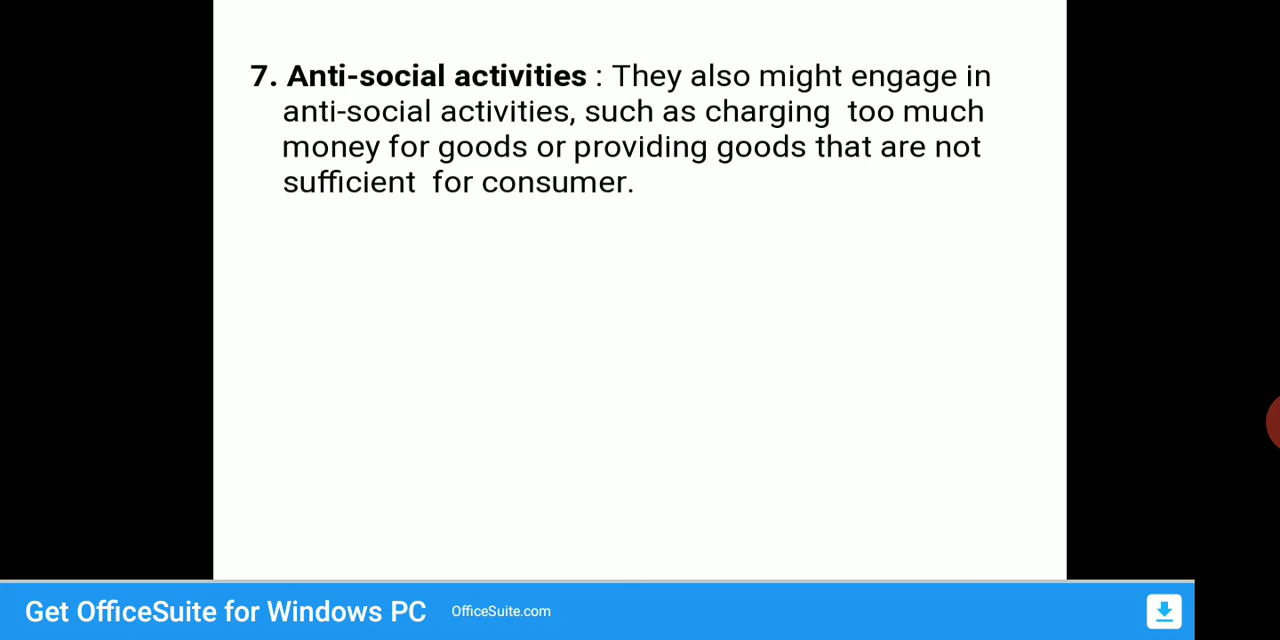 7. Anti-social activities : They also might engage in
anti-social activities, such as charging  too much
money for goods or providing goods that are not
sufficient  for consumer.
Get OfficeSuite for Windows PC OfficeSuite.com